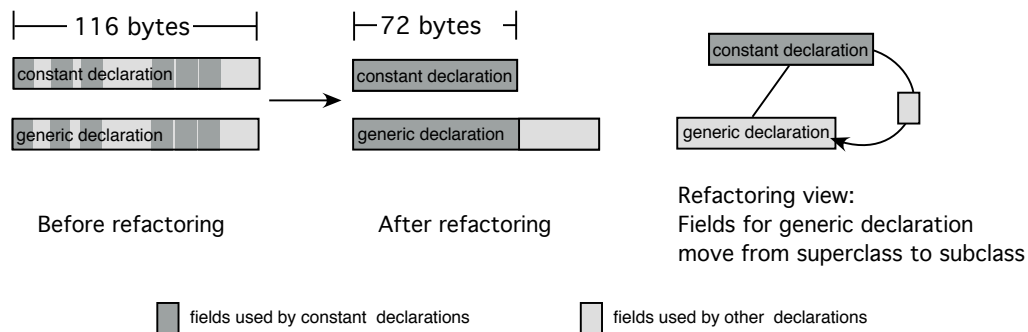 116 bytes
72 bytes
constant declaration
constant declaration
constant declaration
generic declaration
generic declaration
generic declaration
Before refactoring
After refactoring
Refactoring view:
Fields for generic declaration
move from superclass to subclass
fields used by constant declarations
fields used by other declarations